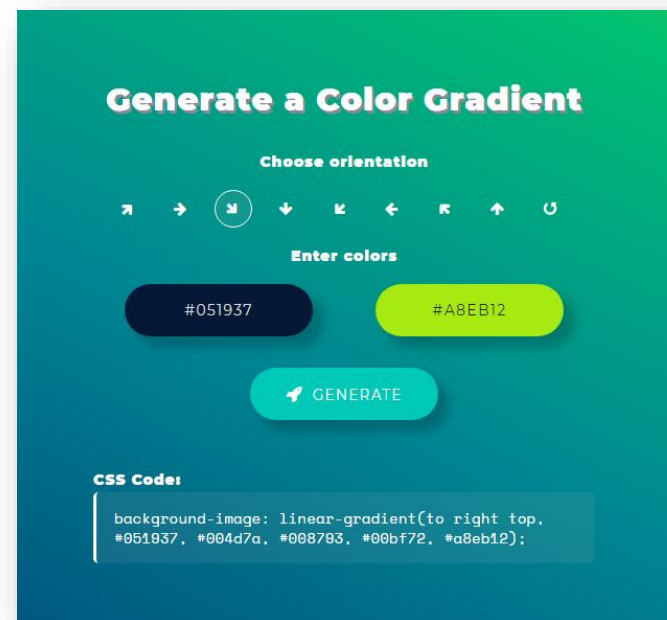 Generate a Color Gradient
Choose orientation
Enter colors
#051937
#A8EB12
GENERATE
CSS Code:
background-image: linear-gradient(to right top,
#051937, #004d7a, #008793, #00bf72, #a8eb12);